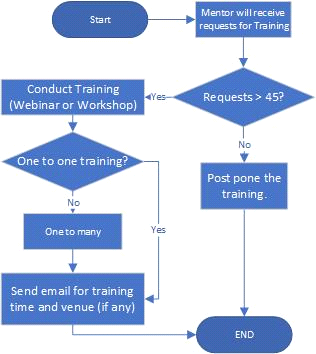 Start
Mentor will receive
requests for Training
Requests > 45?
Yes
Conduct Training
(Webinar or Workshop)
One to one training?
No
Yes
One to many
Send email for training
time and venue (if any)
No
Post pone the
training.
END